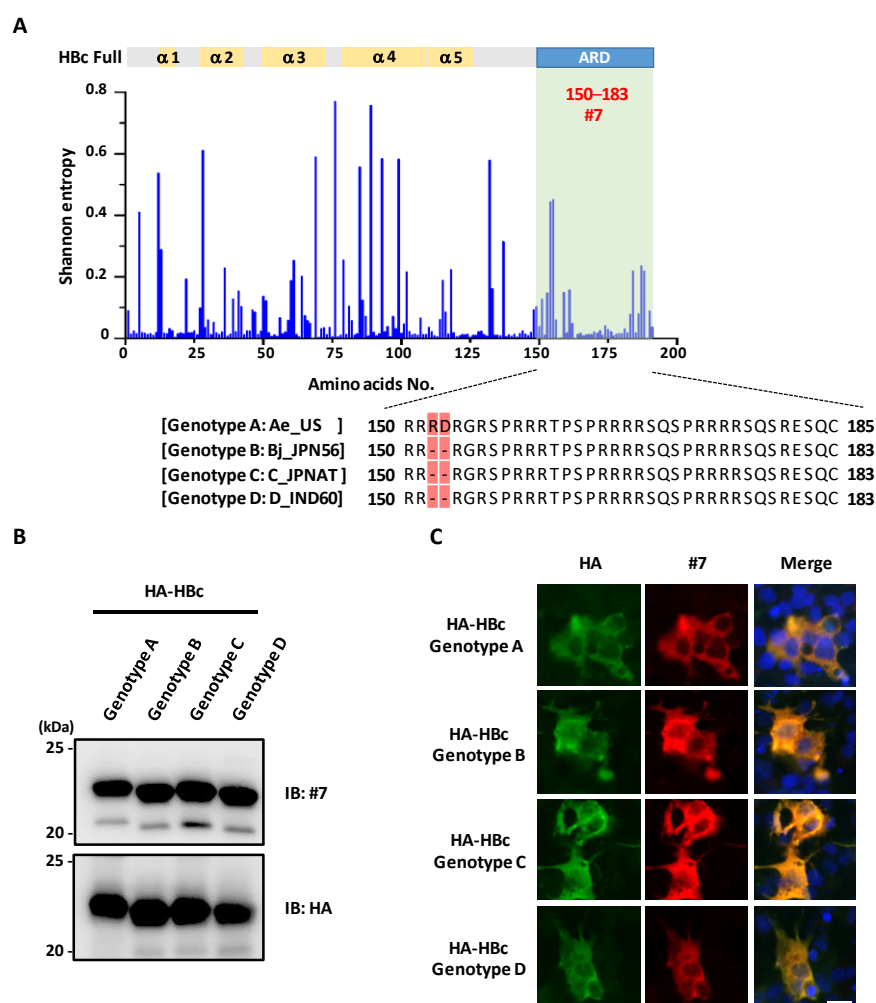 A
HBc Full α1 α2 α3 α4 α5 ARD
150–183
#7
Shannon entropy
0.8
0.6
0.4
0.2
0
0 25 50 75 100 125 150 175 200
Amino acids No.
[Genotype A: Ae_US ] 150 RRRDRGRSPRRRTPSPRRRRSQSPRRRRSQSRESQC 185
[Genotype B: Bj_JPN56] 150 RR--RGRSPRRRTPSPRRRRSQSPRRRRSQSRESQC 183
[Genotype C: C_JPNAT ] 150 RR--RGRSPRRRTPSPRRRRSQSPRRRRSQSRESQC 183
[Genotype D: D_IND60] 150 RR--RGRSPRRRTPSPRRRRSQSPRRRRSQSRESQC 183
B
HA-HBc
Genotype A Genotype B Genotype C Genotype D
(kDa)
25
20
IB: #7
25
20
IB: HA
C
HA #7 Merge
HA-HBc
Genotype A
HA-HBc
Genotype B
HA-HBc
Genotype C
HA-HBc
Genotype D